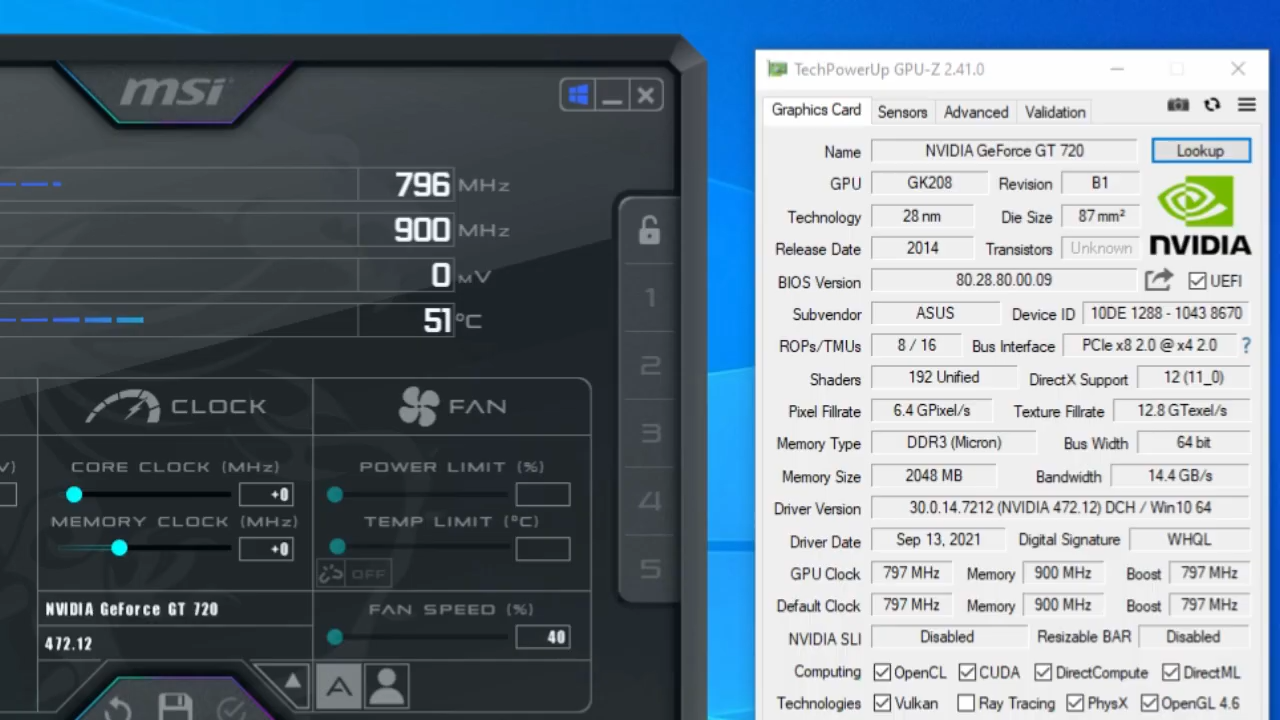 msi
796 MHz
900 MHz
0 mV
51 °C
1
2
3
4
5
CLOCK
FAN
CORE CLOCK (MHz)
+0
MEMORY CLOCK (MHz)
+0
POWER LIMIT (%)
TEMP LIMIT (°C)
OFF
FAN SPEED (%)
40
NVIDIA GeForce GT 720
472.12
A
V)
TechPowerUp GPU-Z 2.41.0
Graphics Card Sensors Advanced Validation
Name NVIDIA GeForce GT 720 Lookup
GPU GK208 Revision B1
Technology 28 nm Die Size 87 mm²
Release Date 2014 Transistors Unknown
NVIDIA
BIOS Version 80.28.80.00.09 UEFI
Subvendor ASUS Device ID 10DE 1288 - 1043 8670
ROPs/TMUs 8 / 16 Bus Interface PCIe x8 2.0 @ x4 2.0 ?
Shaders 192 Unified DirectX Support 12 (11_0)
Pixel Fillrate 6.4 GPixel/s Texture Fillrate 12.8 GTexel/s
Memory Type DDR3 (Micron) Bus Width 64 bit
Memory Size 2048 MB Bandwidth 14.4 GB/s
Driver Version 30.0.14.7212 (NVIDIA 472.12) DCH / Win10 64
Driver Date Sep 13, 2021 Digital Signature WHQL
GPU Clock 797 MHz Memory 900 MHz Boost 797 MHz
Default Clock 797 MHz Memory 900 MHz Boost 797 MHz
NVIDIA SLI Disabled Resizable BAR Disabled
Computing OpenCL CUDA DirectCompute DirectML
Technologies Vulkan Ray Tracing PhysX OpenGL 4.6